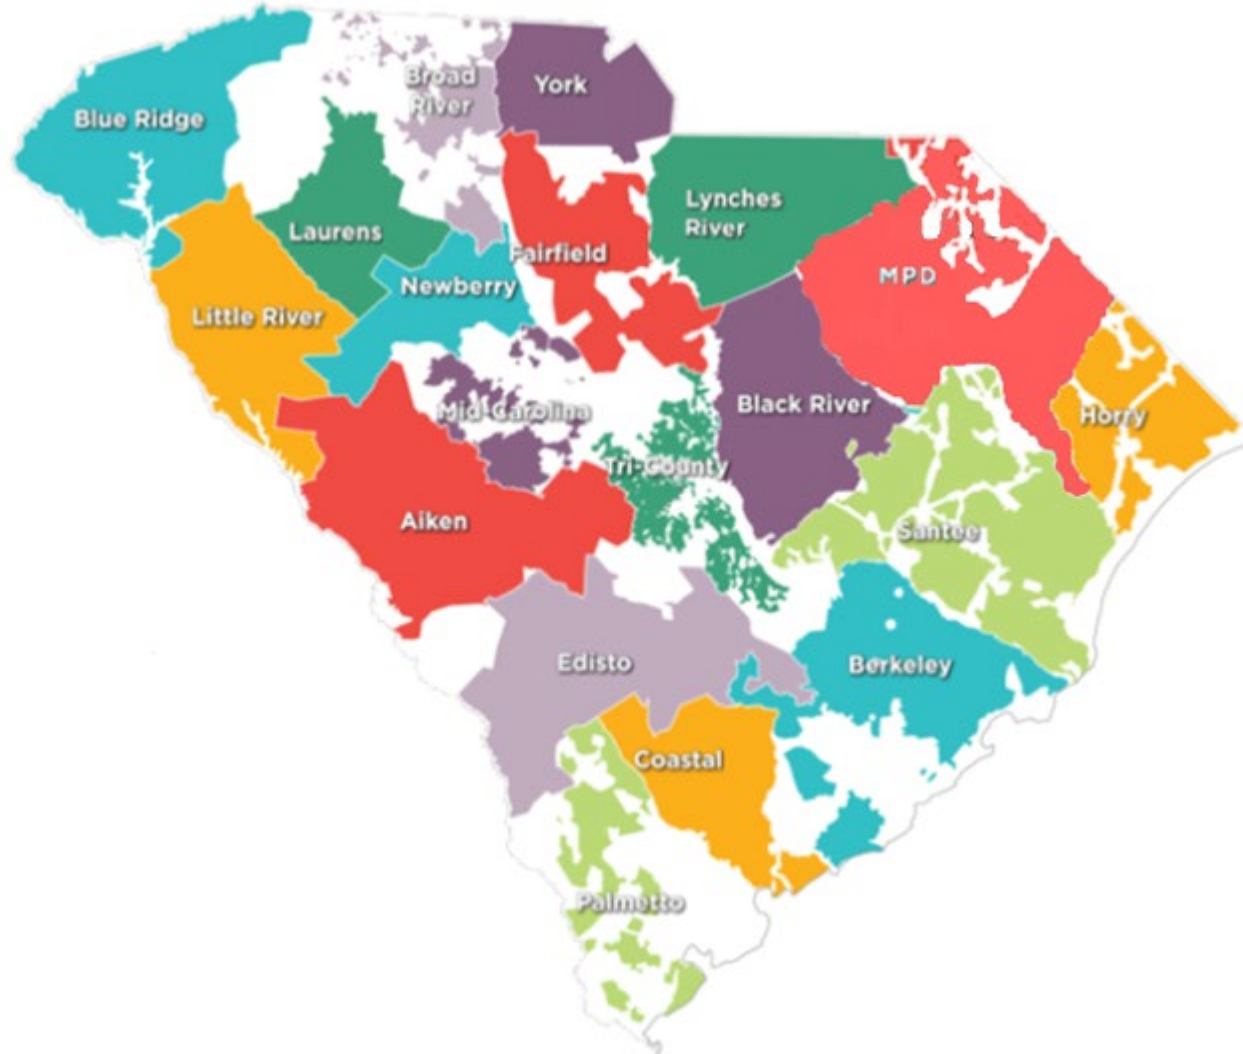 Broad
River
York
Blue Ridge
Lynches
River
Laurens
Fairfield
MPD
Newberry
Little River
Black River
Mid-Carolina
Horry
Tri-County
Aiken
Santee
Edisto
Berkeley
Coastal
Palmetto